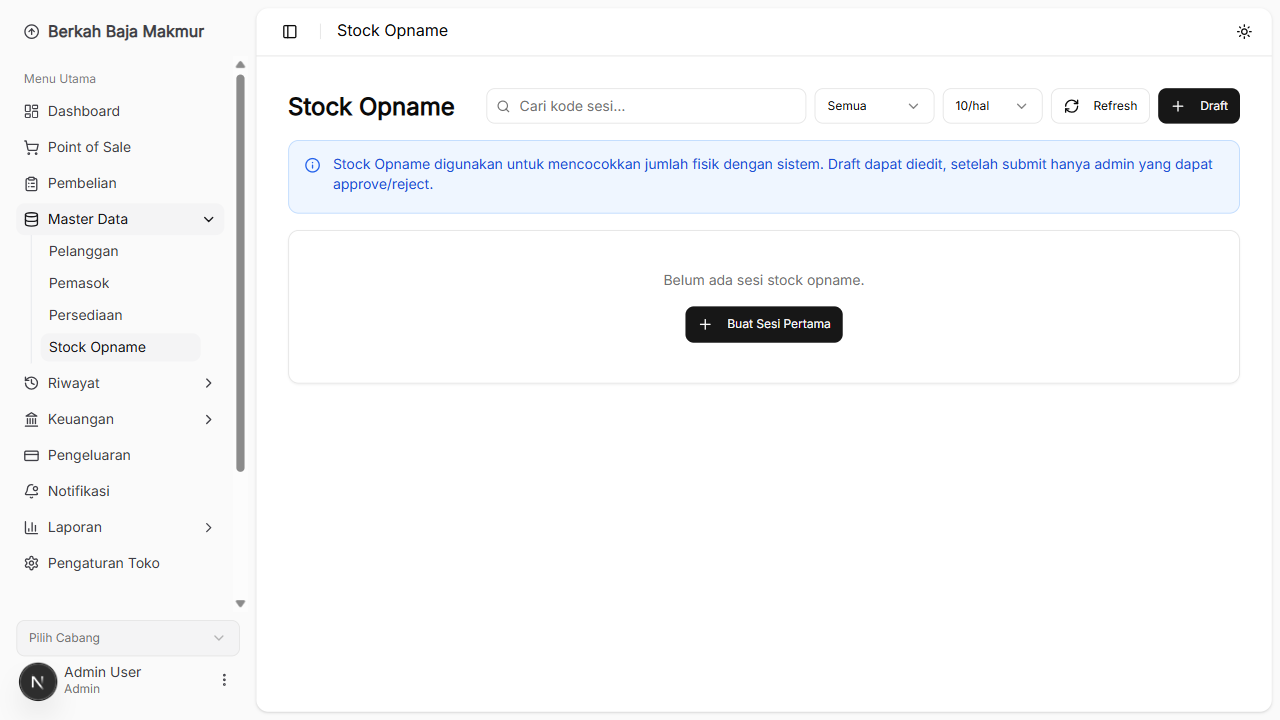 Berkah Baja Makmur
Menu Utama
Dashboard
Point of Sale
Pembelian
Master Data
Pelanggan
Pemasok
Persediaan
Stock Opname
Riwayat
Keuangan
Pengeluaran
Notifikasi
Laporan
Pengaturan Toko
Pilih Cabang
N
Admin User
Admin
Stock Opname
Stock Opname
Cari kode sesi...
Semua
10/hal
Refresh
Draft
Stock Opname digunakan untuk mencocokkan jumlah fisik dengan sistem. Draft dapat diedit, setelah submit hanya admin yang dapat
approve/reject.
Belum ada sesi stock opname.
Buat Sesi Pertama